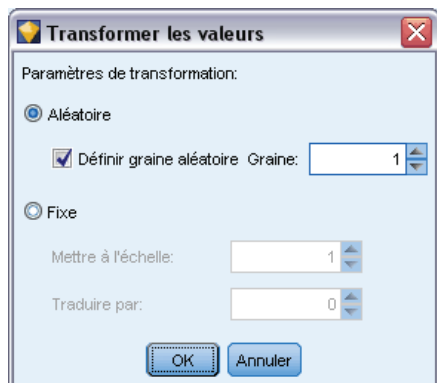 Transformer les valeurs
Paramètres de transformation:
Aléatoire
Définir graine aléatoire Graine: 1
Fixe
Mettre à l'échelle: 1
Traduire par: 0
OK Annuler